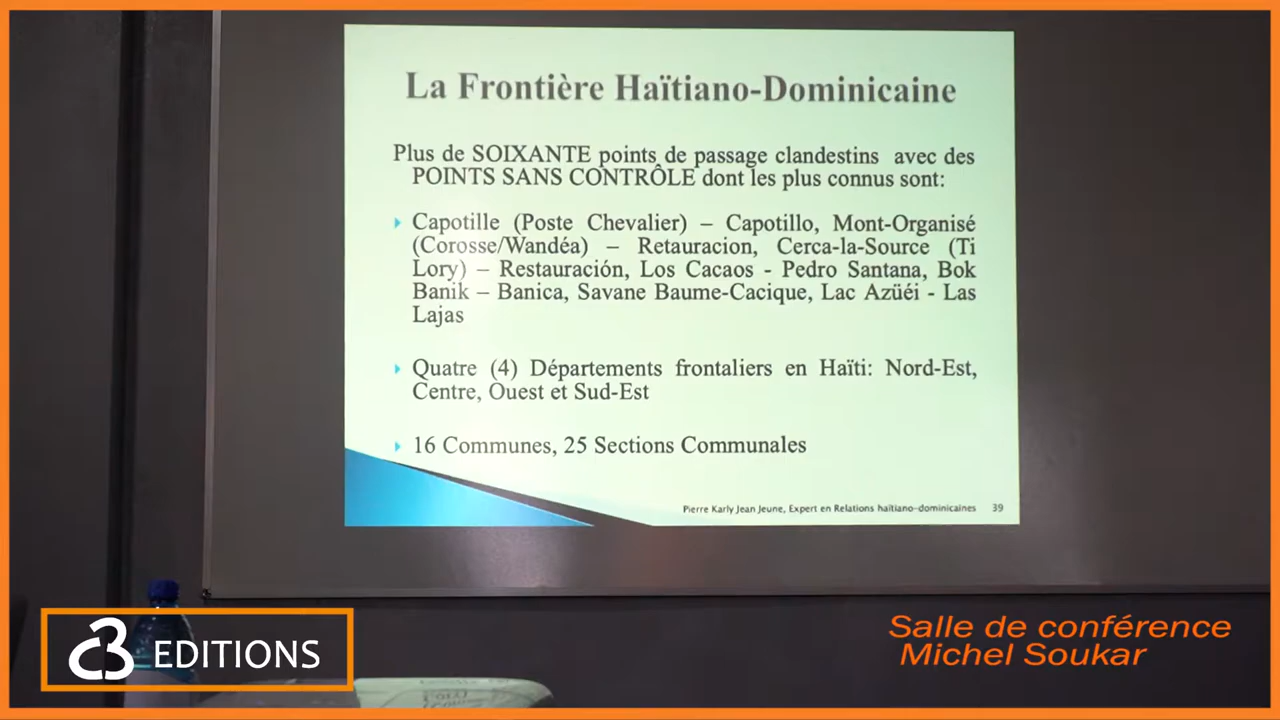 La Frontière Haïtiano-Dominicaine
Plus de SOIXANTE points de passage clandestins avec des
POINTS SANS CONTRÔLE dont les plus connus sont:
Capotille (Poste Chevalier) – Capotillo, Mont-Organisé
(Corosse/Wandéa) – Retauracion, Cerca-la-Source (Ti
Lory) – Restauración, Los Cacaos - Pedro Santana, Bok
Banik – Banica, Savane Baume-Cacique, Lac Azüéi - Las
Lajas
Quatre (4) Départements frontaliers en Haïti: Nord-Est,
Centre, Ouest et Sud-Est
16 Communes, 25 Sections Communales
Pierre Karly Jean Jeune, Expert en Relations haïtiano-dominicaines 39
EDITIONS
Salle de conférence
Michel Soukar